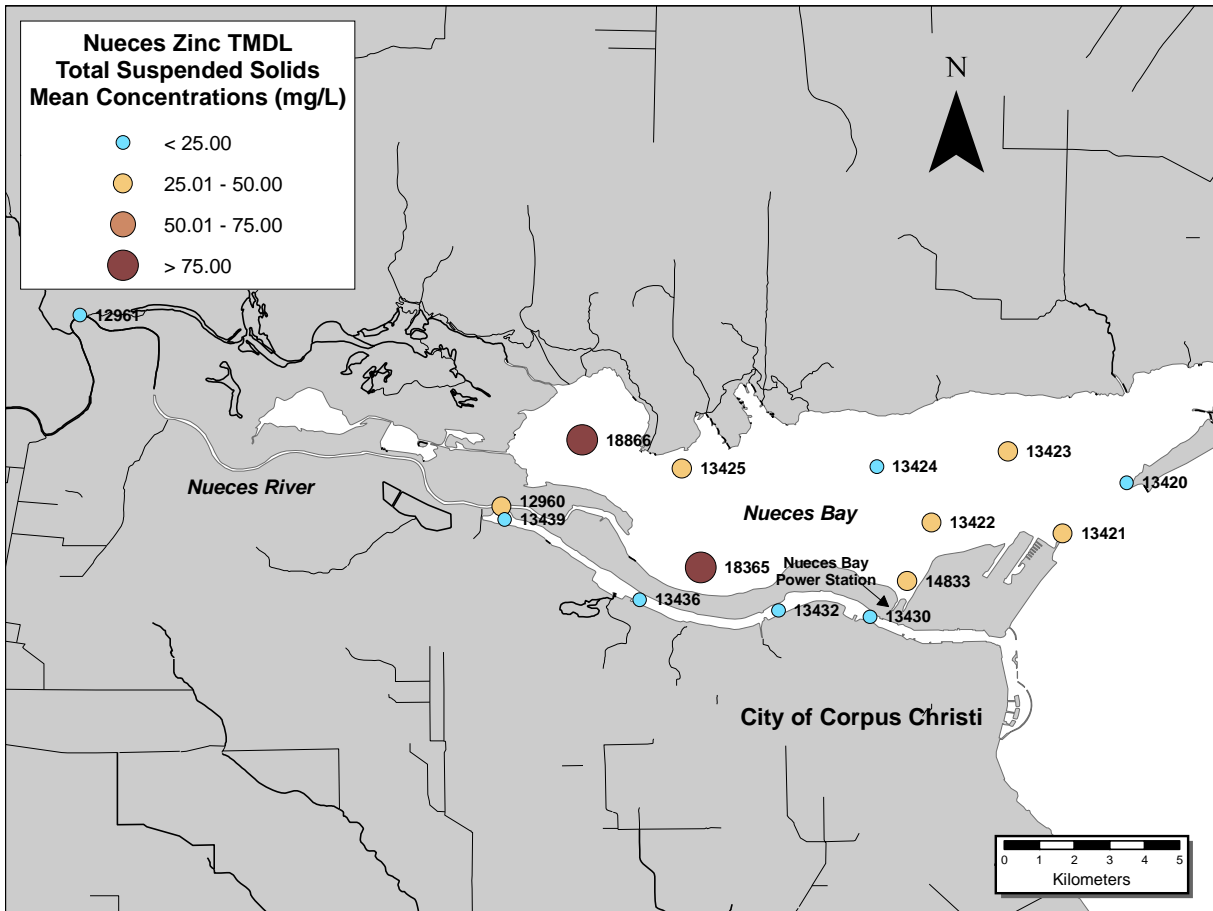 Nueces Zinc TMDL
Total Suspended Solids
Mean Concentrations (mg/L)
< 25.00
25.01 - 50.00
50.01 - 75.00
> 75.00
N
12961
18866
13425
13424
13423
13420
Nueces River
12960
13439
Nueces Bay
13422
13421
18365
Nueces Bay
Power Station
14833
13436
13432
13430
City of Corpus Christi
0 1 2 3 4 5
Kilometers